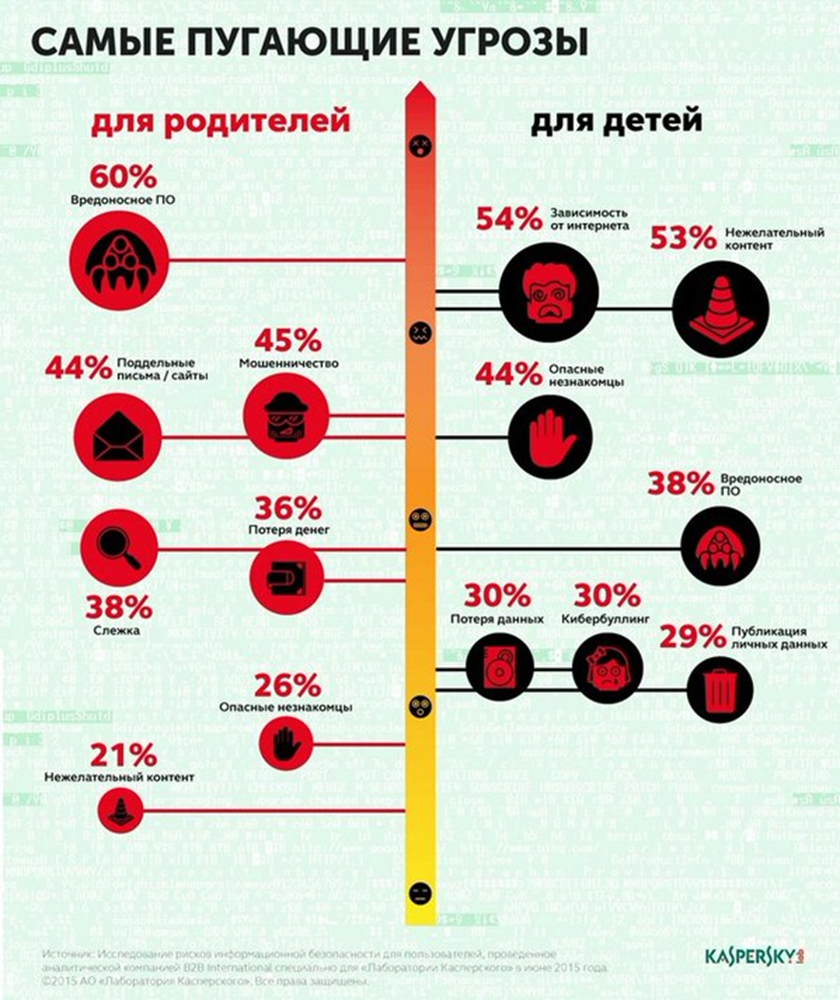 САМЫЕ ПУГАЮЩИЕ УГРОЗЫ
для родителей
60%
Вредоносное ПО
45%
Мошенничество
44%
Поддельные
письма / сайты
36%
Потеря денег
38%
Слежка
26%
Опасные незнакомцы
21%
Нежелательный контент
для детей
54%
Зависимость
от интернета
53%
Нежелательный
контент
44%
Опасные
незнакомцы
38%
Вредоносное
ПО
30%
Потеря данных
30%
Кибербуллинг
29%
Публикация
личных данных
Источник: Исследование рисков информационной безопасности для пользователей, проведенное
аналитической компанией B2B International специально для «Лаборатории Касперского» в июне 2015 года.
©2015 АО «Лаборатория Касперского». Все права защищены.
KASPERSKY lab